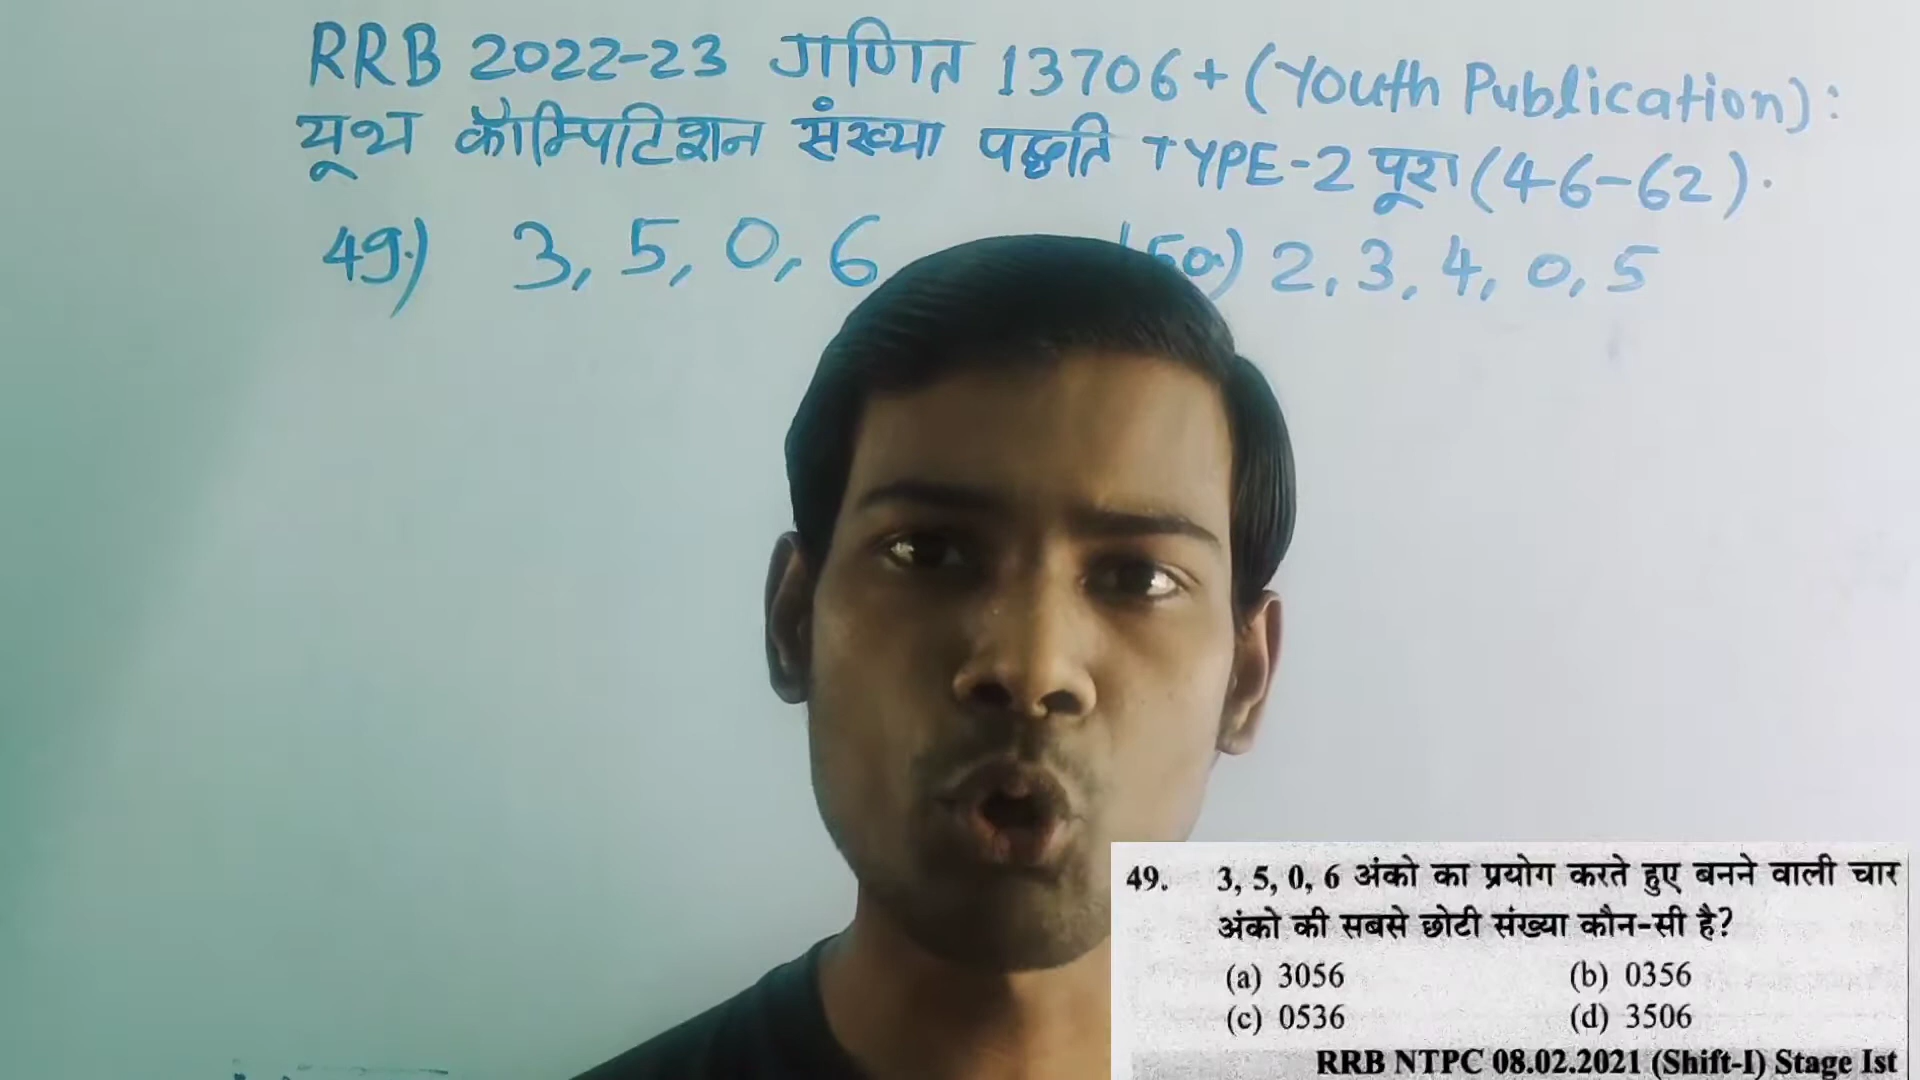 RRB 2022-23 गणित 13706+ (Youth Publication):
यूथ कॉम्पिटिशन संख्या पद्धति TYPE-2 पूरा (46-62).
49.) 3, 5, 0, 6
50.) 2, 3, 4, 0, 5
49. 3, 5, 0, 6 अंको का प्रयोग करते हुए बनने वाली चार
अंको की सबसे छोटी संख्या कौन-सी है?
(a) 3056 (b) 0356
(c) 0536 (d) 3506
RRB NTPC 08.02.2021 (Shift-I) Stage Ist